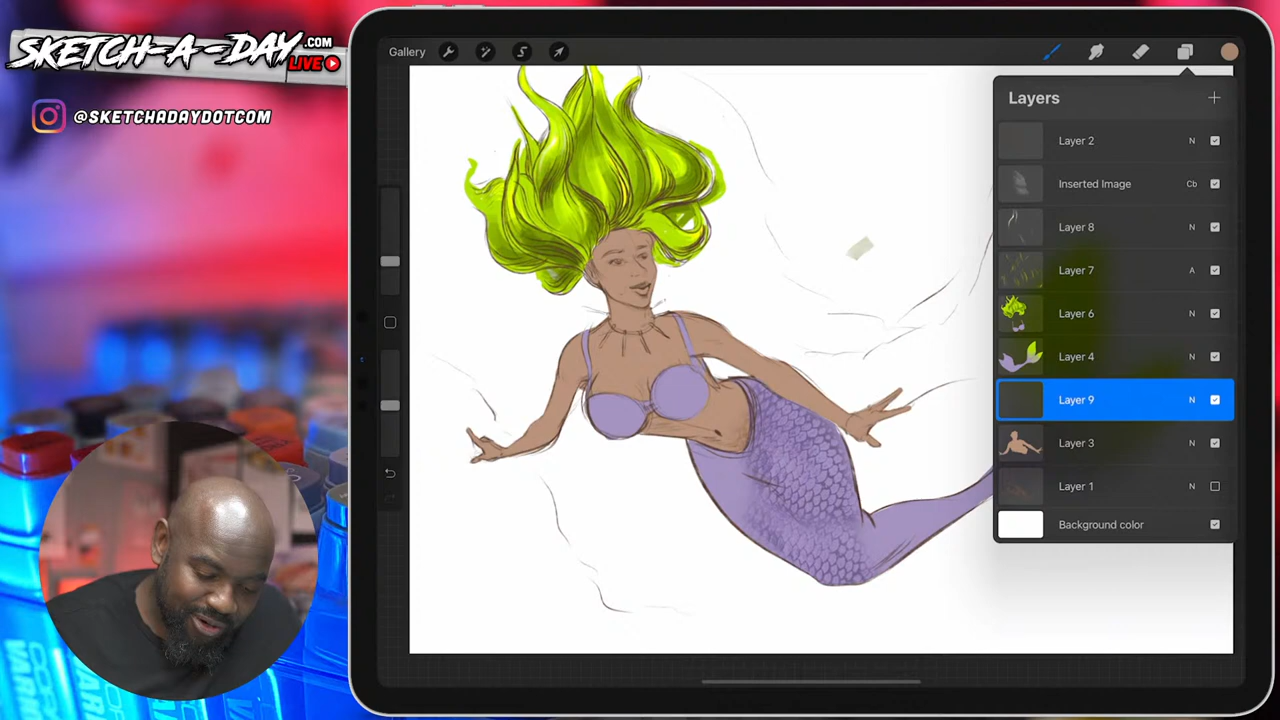 SKETCH-A-DAY.COM
LIVE
@SKETCHADAYDOTCOM
Gallery
Layers
Layer 2 N
Inserted Image Cb
Layer 8 N
Layer 7 A
Layer 6 N
Layer 4 N
Layer 9 N
Layer 3 N
Layer 1 N
Background color